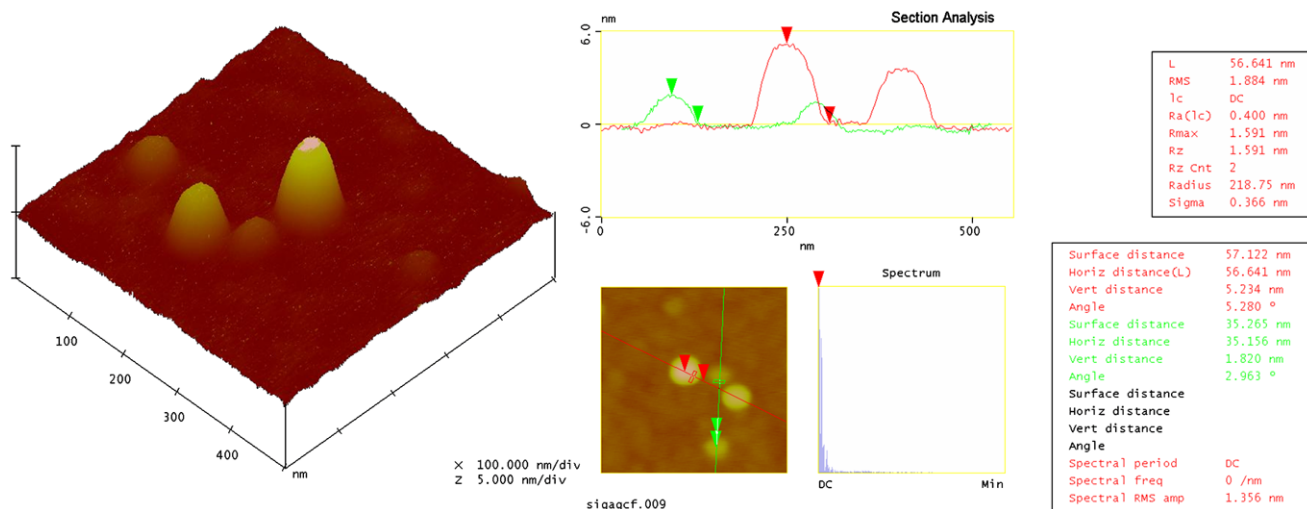 100
200
300
400
nm
X 100.000 nm/div
Z 5.000 nm/div
Section Analysis
nm
6.0
0
-6.0
0 250 500
nm
Spectrum
DC Min
sigagcf.009
L 56.641 nm
RMS 1.884 nm
lc DC
Ra(lc) 0.400 nm
Rmax 1.591 nm
Rz 1.591 nm
Rz Cnt 2
Radius 218.75 nm
Sigma 0.366 nm
Surface distance 57.122 nm
Horiz distance(L) 56.641 nm
Vert distance 5.234 nm
Angle 5.280 °
Surface distance 35.265 nm
Horiz distance 35.156 nm
Vert distance 1.820 nm
Angle 2.963 °
Surface distance
Horiz distance
Vert distance
Angle
Spectral period DC
Spectral freq 0 /nm
Spectral RMS amp 1.356 nm